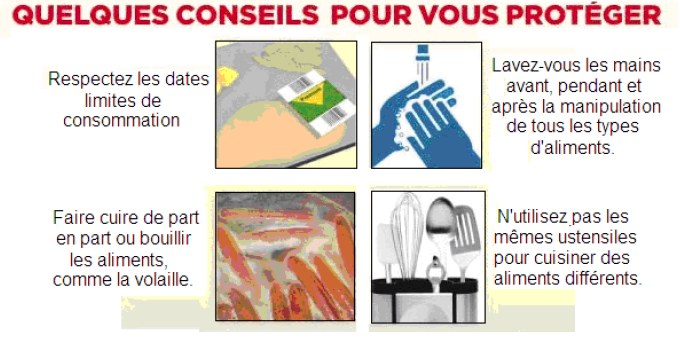 QUELQUES CONSEILS POUR VOUS PROTÉGER
Respectez les dates
limites de
consommation
Lavez-vous les mains
avant, pendant et
après la manipulation
de tous les types
d'aliments.
Faire cuire de part
en part ou bouillir
les aliments,
comme la volaille.
N'utilisez pas les
mêmes ustensiles
pour cuisiner des
aliments différents.